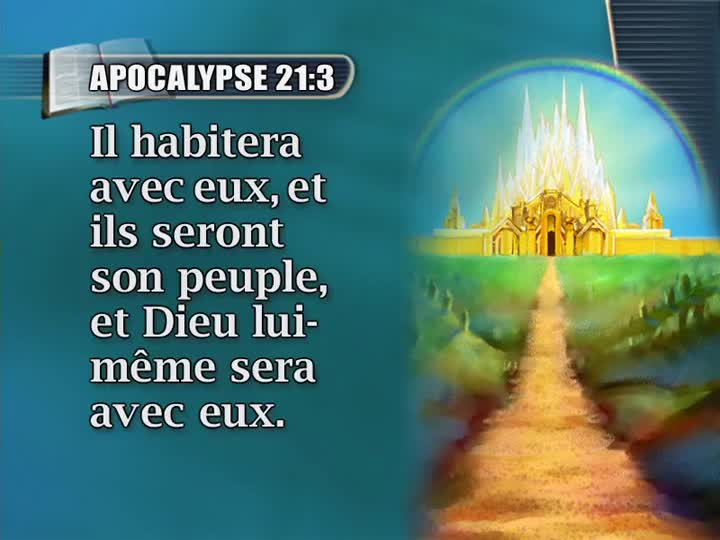 APOCALYPSE 21:3
Il habitera
avec eux, et
ils seront
son peuple,
et Dieu lui-
même sera
avec eux.